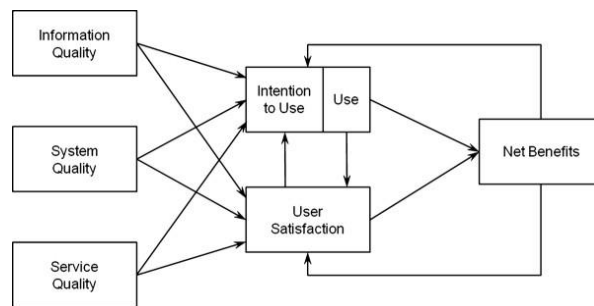 Information
Quality
Intention
to Use
Use
System
Quality
Net Benefits
User
Satisfaction
Service
Quality